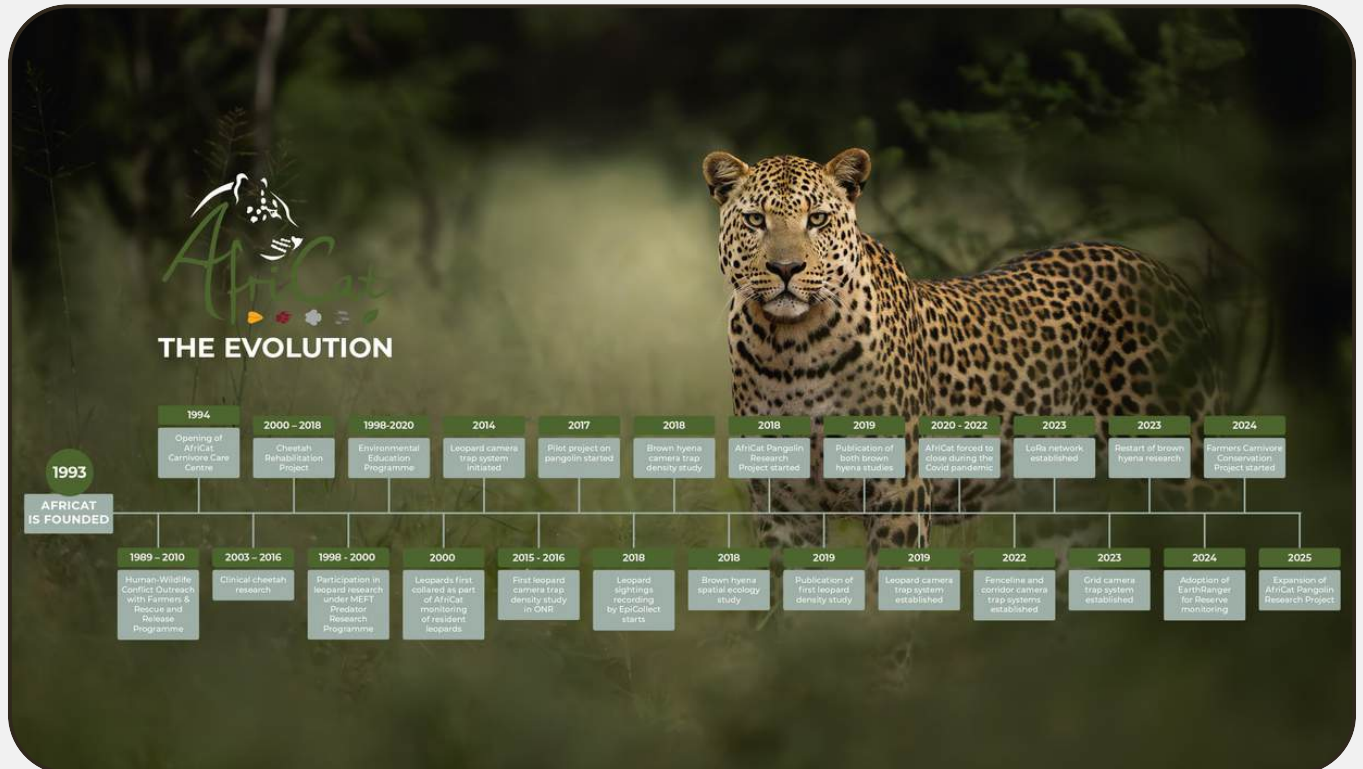 AfriCat
THE EVOLUTION
1993
AFRICAT
IS FOUNDED
1994
Opening of
AfriCat
Carnivore Care
Centre
2000 – 2018
Cheetah
Rehabilitation
Project
1998-2020
Environmental
Education
Programme
2014
Leopard camera
trap system
initiated
2017
Pilot project on
pangolin started
2018
Brown hyena
camera trap
density study
2018
AfriCat Pangolin
Research
Project started
2019
Publication of
both brown
hyena studies
2020 - 2022
AfriCat forced to
close during the
Covid pandemic
2023
LoRa network
established
2023
Restart of brown
hyena research
2024
Farmers Carnivore
Conservation
Project started
1989 – 2010
Human-Wildlife
Conflict Outreach
with Farmers &
Rescue and
Release
Programme
2003 – 2016
Clinical cheetah
research
1998 - 2000
Participation in
leopard research
under MEFT
Predator
Research
Programme
2000
Leopards first
collared as part
of AfriCat
monitoring
of resident
leopards
2015 - 2016
First leopard
camera trap
density study
in ONR
2018
Leopard
sightings
recording
by EpiCollect
starts
2018
Brown hyena
spatial ecology
study
2019
Publication of
first leopard
density study
2019
Leopard camera
trap system
established
2022
Fenceline and
corridor camera
trap systems
established
2023
Grid camera
trap system
established
2024
Adoption of
EarthRanger
for Reserve
monitoring
2025
Expansion of
AfriCat Pangolin
Research Project